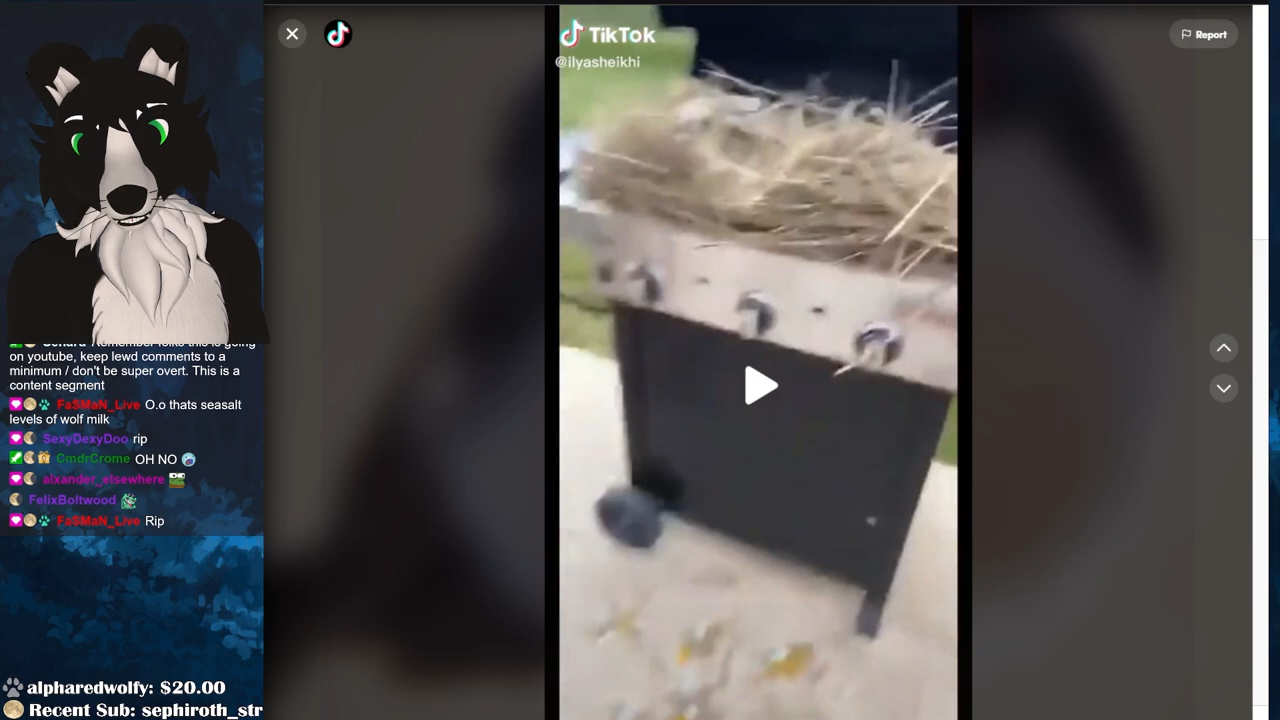 TikTok
@ilyasheikhi
Report
Remember folks this is going
on youtube, keep lewd comments to a
minimum / don't be super overt. This is a
content segment
FaSMaN_Live O.o thats seasalt
levels of wolf milk
SexyDexyDoo rip
CmdrCrome OH NO
alxander_elsewhere
FelixBoltwood
FaSMaN_Live Rip
alpharedwolfy: $20.00
Recent Sub: sephiroth_str